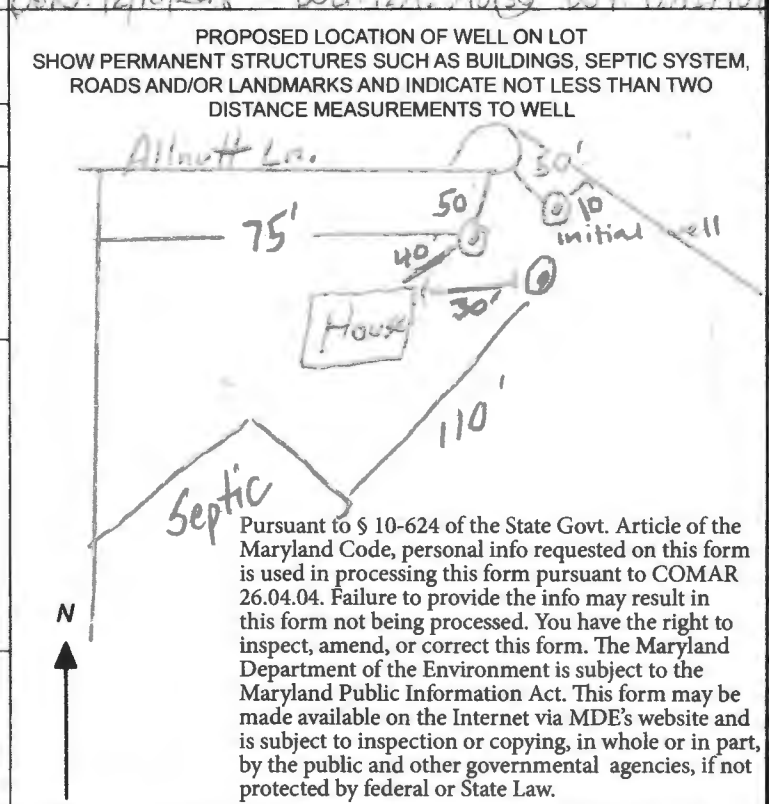 PROPOSED LOCATION OF WELL ON LOT
SHOW PERMANENT STRUCTURES SUCH AS BUILDINGS, SEPTIC SYSTEM,
ROADS AND/OR LANDMARKS AND INDICATE NOT LESS THAN TWO
DISTANCE MEASUREMENTS TO WELL
Allnutt Ln.
30'
50
10
initial well
75'
40'
30'
House
110'
Septic
Pursuant to § 10-624 of the State Govt. Article of the
Maryland Code, personal info requested on this form
is used in processing this form pursuant to COMAR
26.04.04. Failure to provide the info may result in
this form not being processed. You have the right to
inspect, amend, or correct this form. The Maryland
Department of the Environment is subject to the
Maryland Public Information Act. This form may be
made available on the Internet via MDE's website and
is subject to inspection or copying, in whole or in part,
by the public and other governmental agencies, if not
protected by federal or State Law.
N